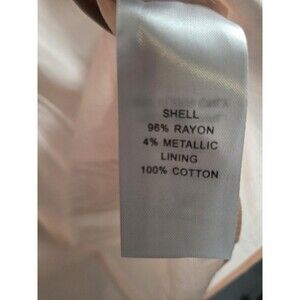 SHELL
96% RAYON
4% METALLIC
LINING
100% COTTON